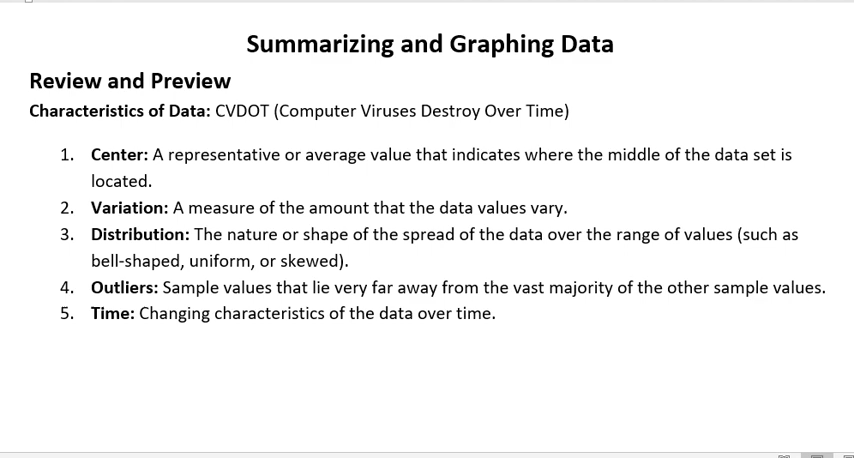 Summarizing and Graphing Data
Review and Preview
Characteristics of Data: CVDOT (Computer Viruses Destroy Over Time)
1. Center: A representative or average value that indicates where the middle of the data set is
located.
2. Variation: A measure of the amount that the data values vary.
3. Distribution: The nature or shape of the spread of the data over the range of values (such as
bell-shaped, uniform, or skewed).
4. Outliers: Sample values that lie very far away from the vast majority of the other sample values.
5. Time: Changing characteristics of the data over time.